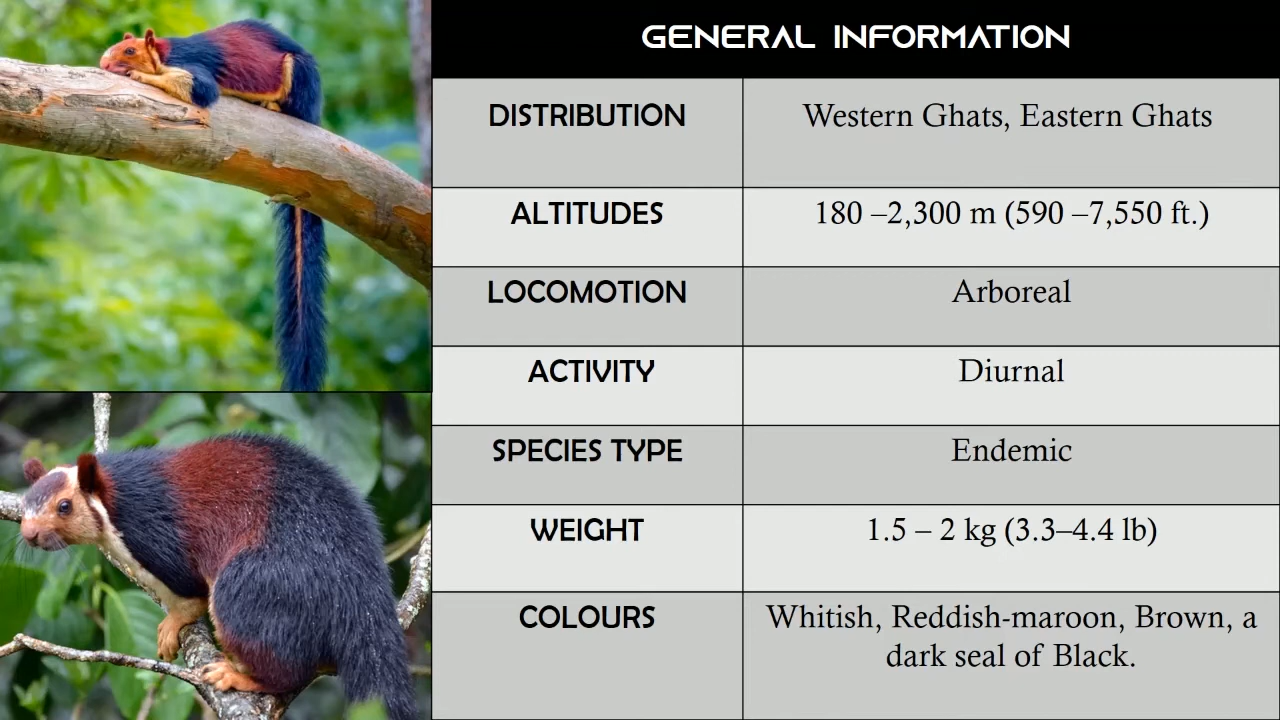 GENERAL INFORMATION
DISTRIBUTION
Western Ghats, Eastern Ghats
ALTITUDES
180 –2,300 m (590 –7,550 ft.)
LOCOMOTION
Arboreal
ACTIVITY
Diurnal
SPECIES TYPE
Endemic
WEIGHT
1.5 – 2 kg (3.3–4.4 lb)
COLOURS
Whitish, Reddish-maroon, Brown, a
dark seal of Black.